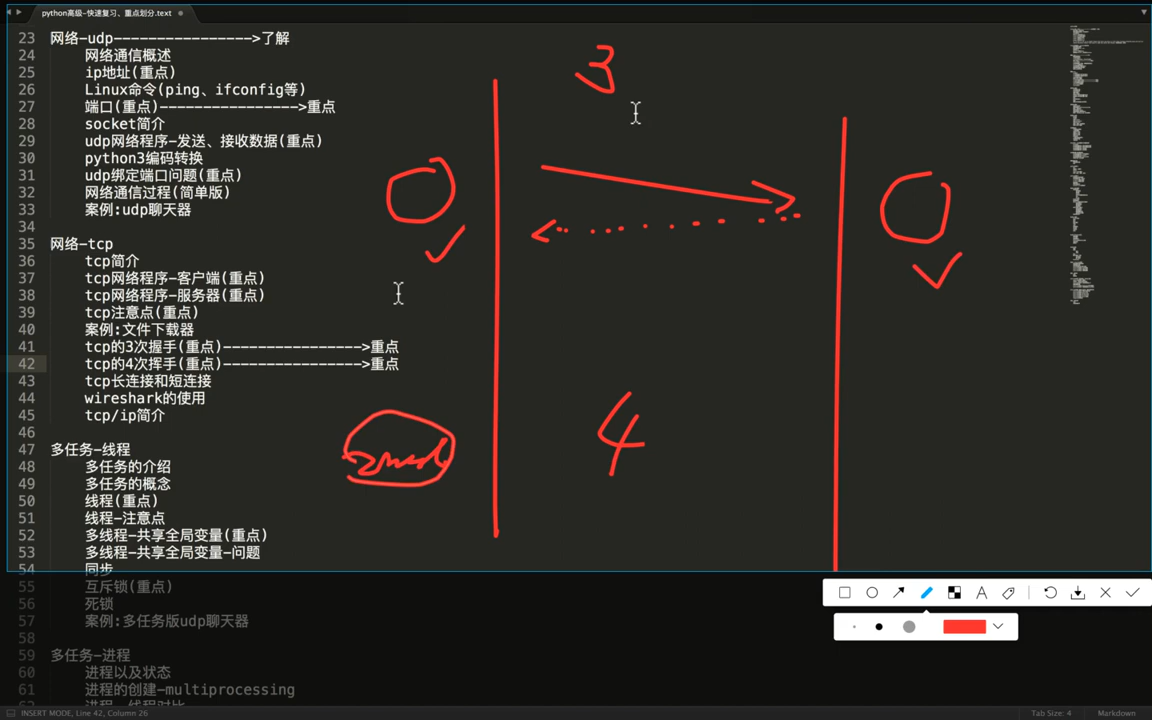 python高级-快速复习、重点划分.text
23 网络-udp---------------->了解
24 网络通信概述
25 ip地址(重点)
26 Linux命令(ping、ifconfig等)
27 端口(重点)---------------->重点
28 socket简介
29 udp网络程序-发送、接收数据(重点)
30 python3编码转换
31 udp绑定端口问题(重点)
32 网络通信过程(简单版)
33 案例:udp聊天器
34
35 网络-tcp
36 tcp简介
37 tcp网络程序-客户端(重点)
38 tcp网络程序-服务器(重点)
39 tcp注意点(重点)
40 案例:文件下载器
41 tcp的3次握手(重点)---------------->重点
42 tcp的4次挥手(重点)---------------->重点
43 tcp长连接和短连接
44 wireshark的使用
45 tcp/ip简介
46
47 多任务-线程
48 多任务的介绍
49 多任务的概念
50 线程(重点)
51 线程-注意点
52 多线程-共享全局变量(重点)
53 多线程-共享全局变量-问题
54 同步
55 互斥锁(重点)
56 死锁
57 案例:多任务版udp聊天器
58
59 多任务-进程
60 进程以及状态
61 进程的创建-multiprocessing
62 进程、线程对比
3
4
A
INSERT MODE, Line 42, Column 26
Tab Size: 4
Markdown